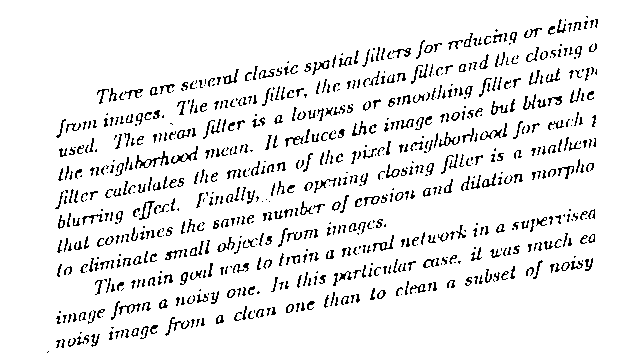 There are several classic spatial filters for reducing or elimin
from images. The mean filter, the median filter and the closing o
used. The mean filter is a lowpass or smoothing filter that repl
the neighborhood mean. It reduces the image noise but blurs the
filter calculates the median of the pixel neighborhood for each p
blurring effect. Finally, the opening closing filter is a mathem
that combines the same number of erosion and dilation morpho
to eliminate small objects from images.
The main goal was to train a neural network in a supervised
image from a noisy one. In this particular case, it was much ea
noisy image from a clean one than to clean a subset of noisy